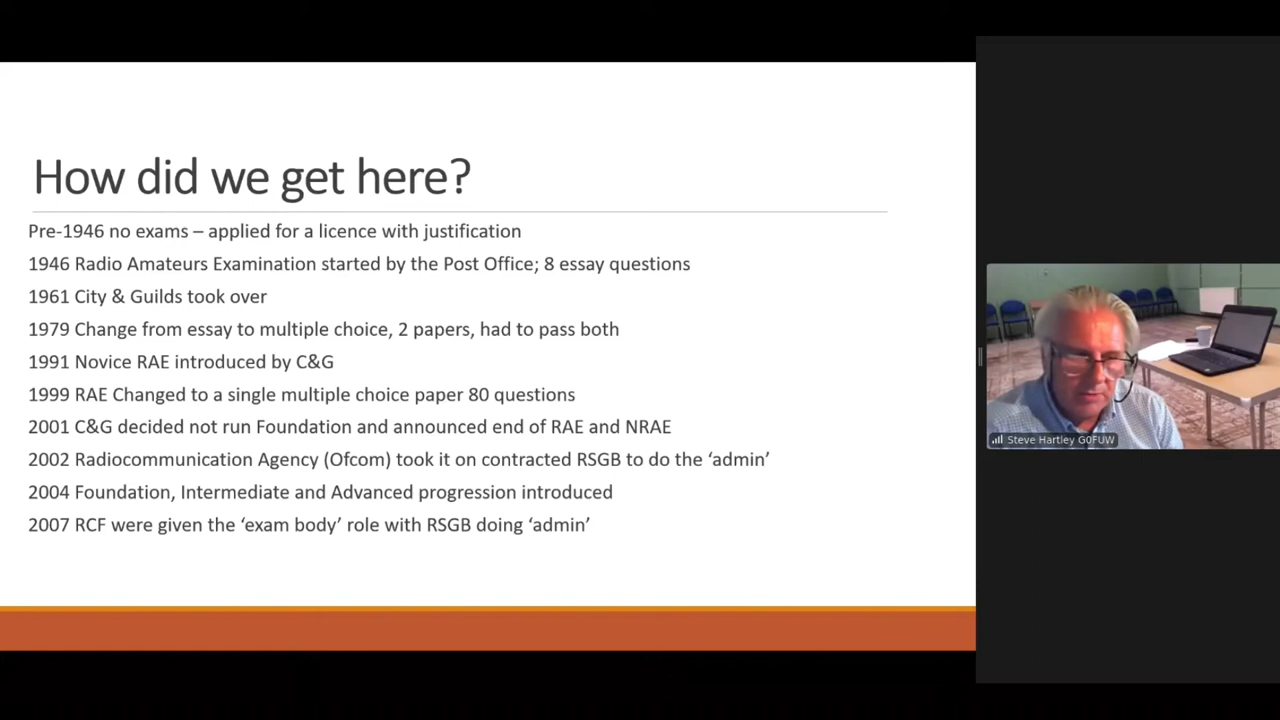 How did we get here?
Pre-1946 no exams – applied for a licence with justification
1946 Radio Amateurs Examination started by the Post Office; 8 essay questions
1961 City & Guilds took over
1979 Change from essay to multiple choice, 2 papers, had to pass both
1991 Novice RAE introduced by C&G
1999 RAE Changed to a single multiple choice paper 80 questions
2001 C&G decided not run Foundation and announced end of RAE and NRAE
2002 Radiocommunication Agency (Ofcom) took it on contracted RSGB to do the ‘admin’
2004 Foundation, Intermediate and Advanced progression introduced
2007 RCF were given the ‘exam body’ role with RSGB doing ‘admin’
Steve Hartley G0FUW